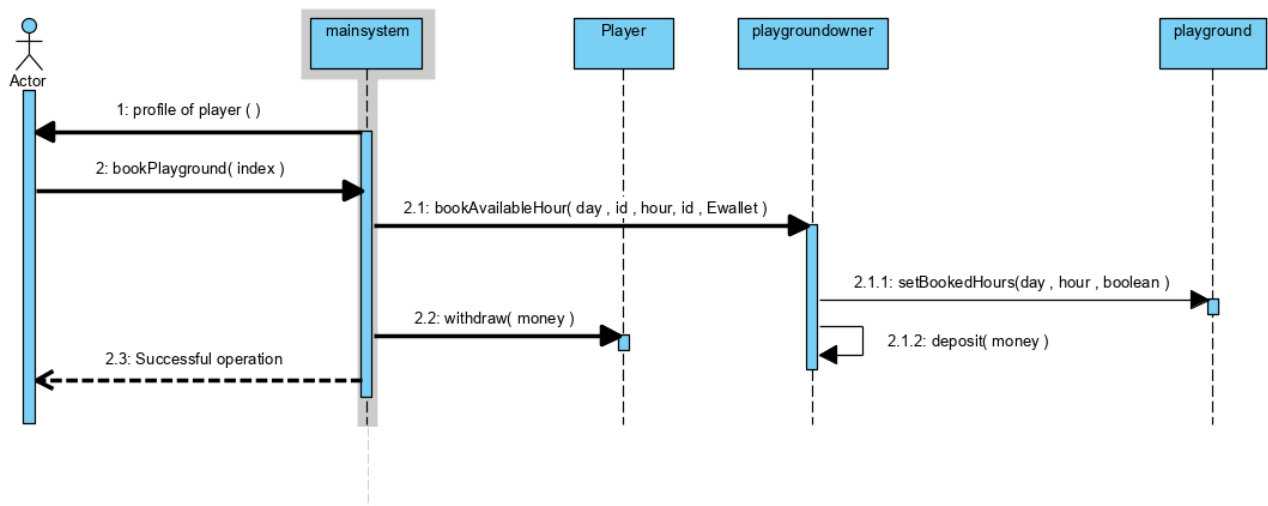 mainsystem
Player
playgroundowner
playground
Actor
1: profile of player ( )
2: bookPlayground( index )
2.1: bookAvailableHour( day , id , hour, id , Ewallet )
2.1.1: setBookedHours(day , hour , boolean )
2.2: withdraw( money )
2.1.2: deposit( money )
2.3: Successful operation